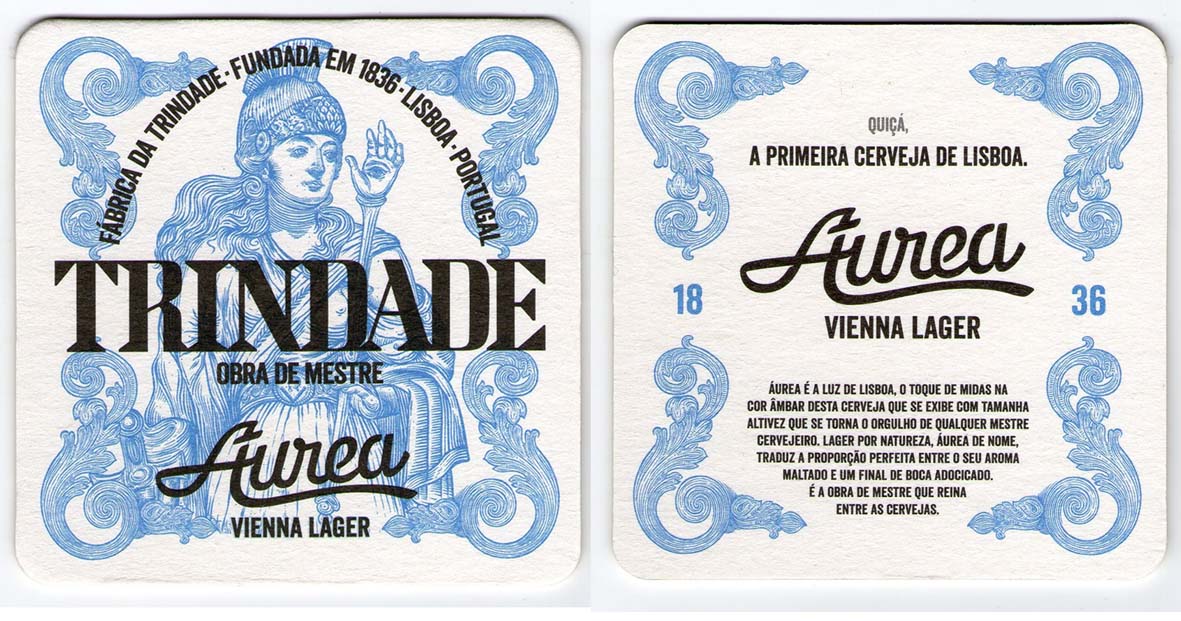 FÁBRICA DA TRINDADE · FUNDADA EM 1836 · LISBOA · PORTUGAL
TRINDADE
OBRA DE MESTRE
Áurea
VIENNA LAGER
QUIÇÁ,
A PRIMEIRA CERVEJA DE LISBOA.
Áurea
18 36
VIENNA LAGER
ÁUREA É A LUZ DE LISBOA, O TOQUE DE MIDAS NA
COR ÂMBAR DESTA CERVEJA QUE SE EXIBE COM TAMANHA
ALTIVEZ QUE SE TORNA O ORGULHO DE QUALQUER MESTRE
CERVEJEIRO. LAGER POR NATUREZA, ÁUREA DE NOME,
TRADUZ A PROPORÇÃO PERFEITA ENTRE O SEU AROMA
MALTADO E UM FINAL DE BOCA ADOCICADO.
É A OBRA DE MESTRE QUE REINA
ENTRE AS CERVEJAS.